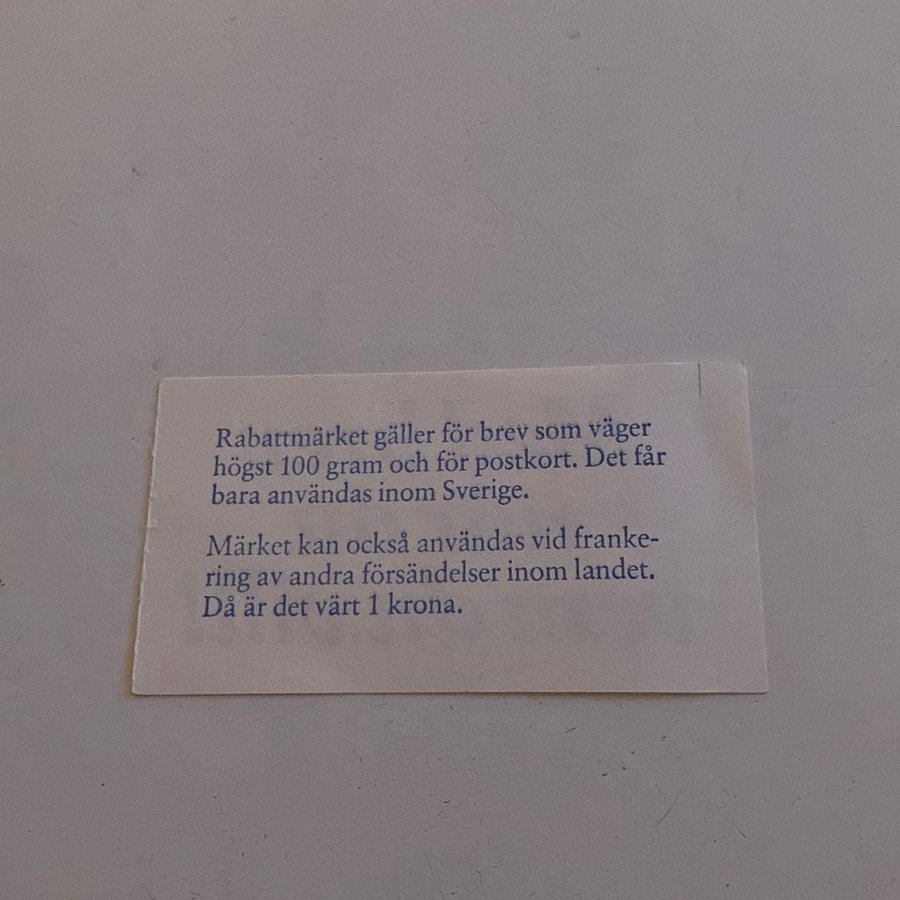 Rabattmärket gäller för brev som väger
högst 100 gram och för postkort. Det får
bara användas inom Sverige.
Märket kan också användas vid franke-
ring av andra försändelser inom landet.
Då är det värt 1 krona.